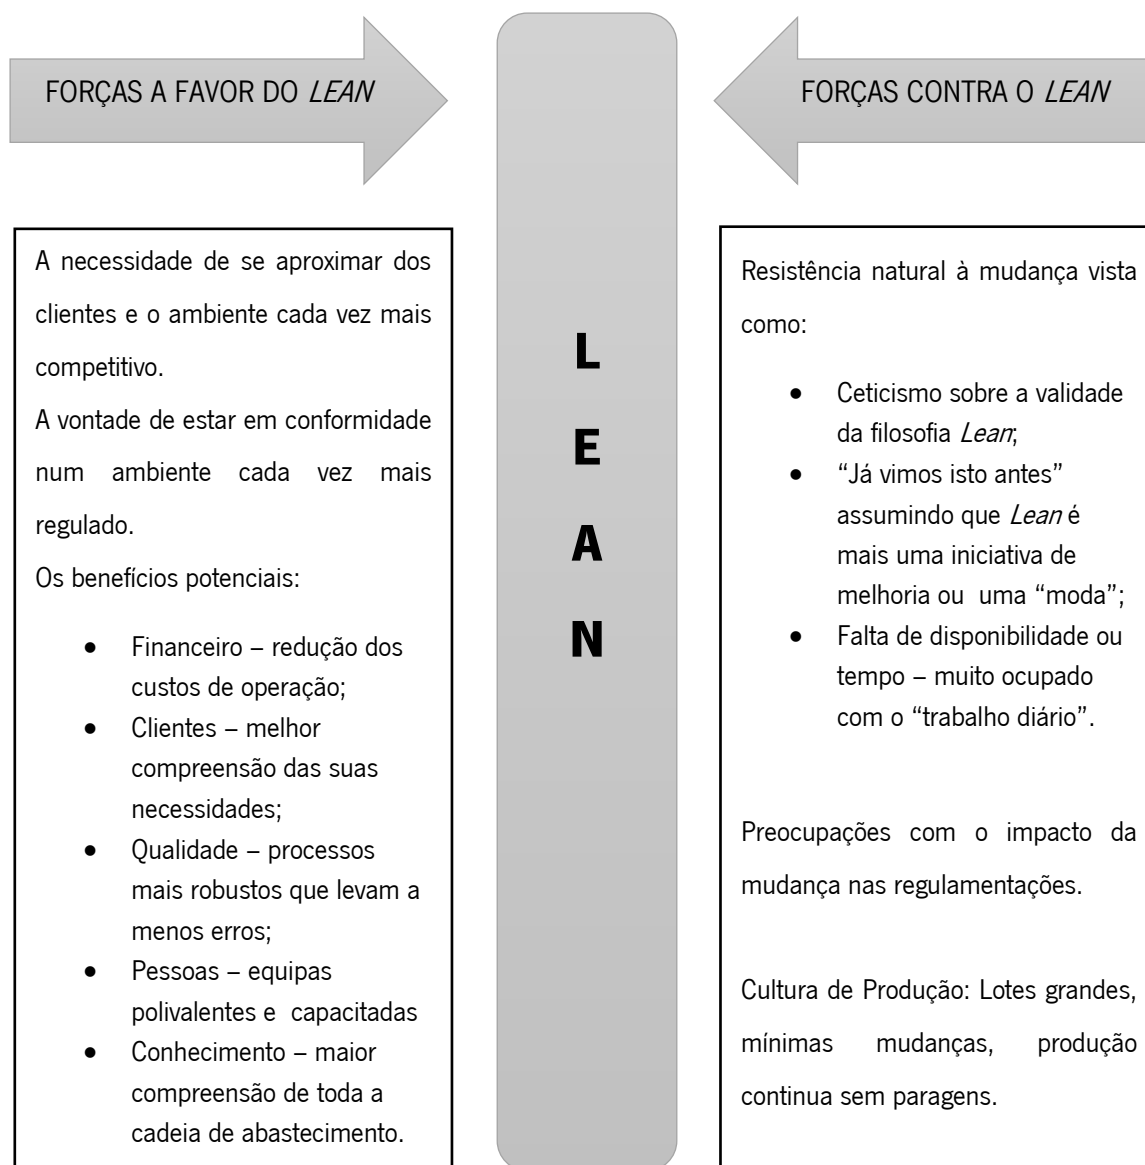 FORÇAS A FAVOR DO LEAN
A necessidade de se aproximar dos
clientes e o ambiente cada vez mais
competitivo.
A vontade de estar em conformidade
num ambiente cada vez mais
regulado.
Os benefícios potenciais:
• Financeiro – redução dos
custos de operação;
• Clientes – melhor
compreensão das suas
necessidades;
• Qualidade – processos
mais robustos que levam a
menos erros;
• Pessoas – equipas
polivalentes e capacitadas
• Conhecimento – maior
compreensão de toda a
cadeia de abastecimento.
L
E
A
N
FORÇAS CONTRA O LEAN
Resistência natural à mudança vista
como:
• Ceticismo sobre a validade
da filosofia Lean;
• “Já vimos isto antes”
assumindo que Lean é
mais uma iniciativa de
melhoria ou uma “moda”;
• Falta de disponibilidade ou
tempo – muito ocupado
com o “trabalho diário”.
Preocupações com o impacto da
mudança nas regulamentações.
Cultura de Produção: Lotes grandes,
mínimas mudanças, produção
continua sem paragens.